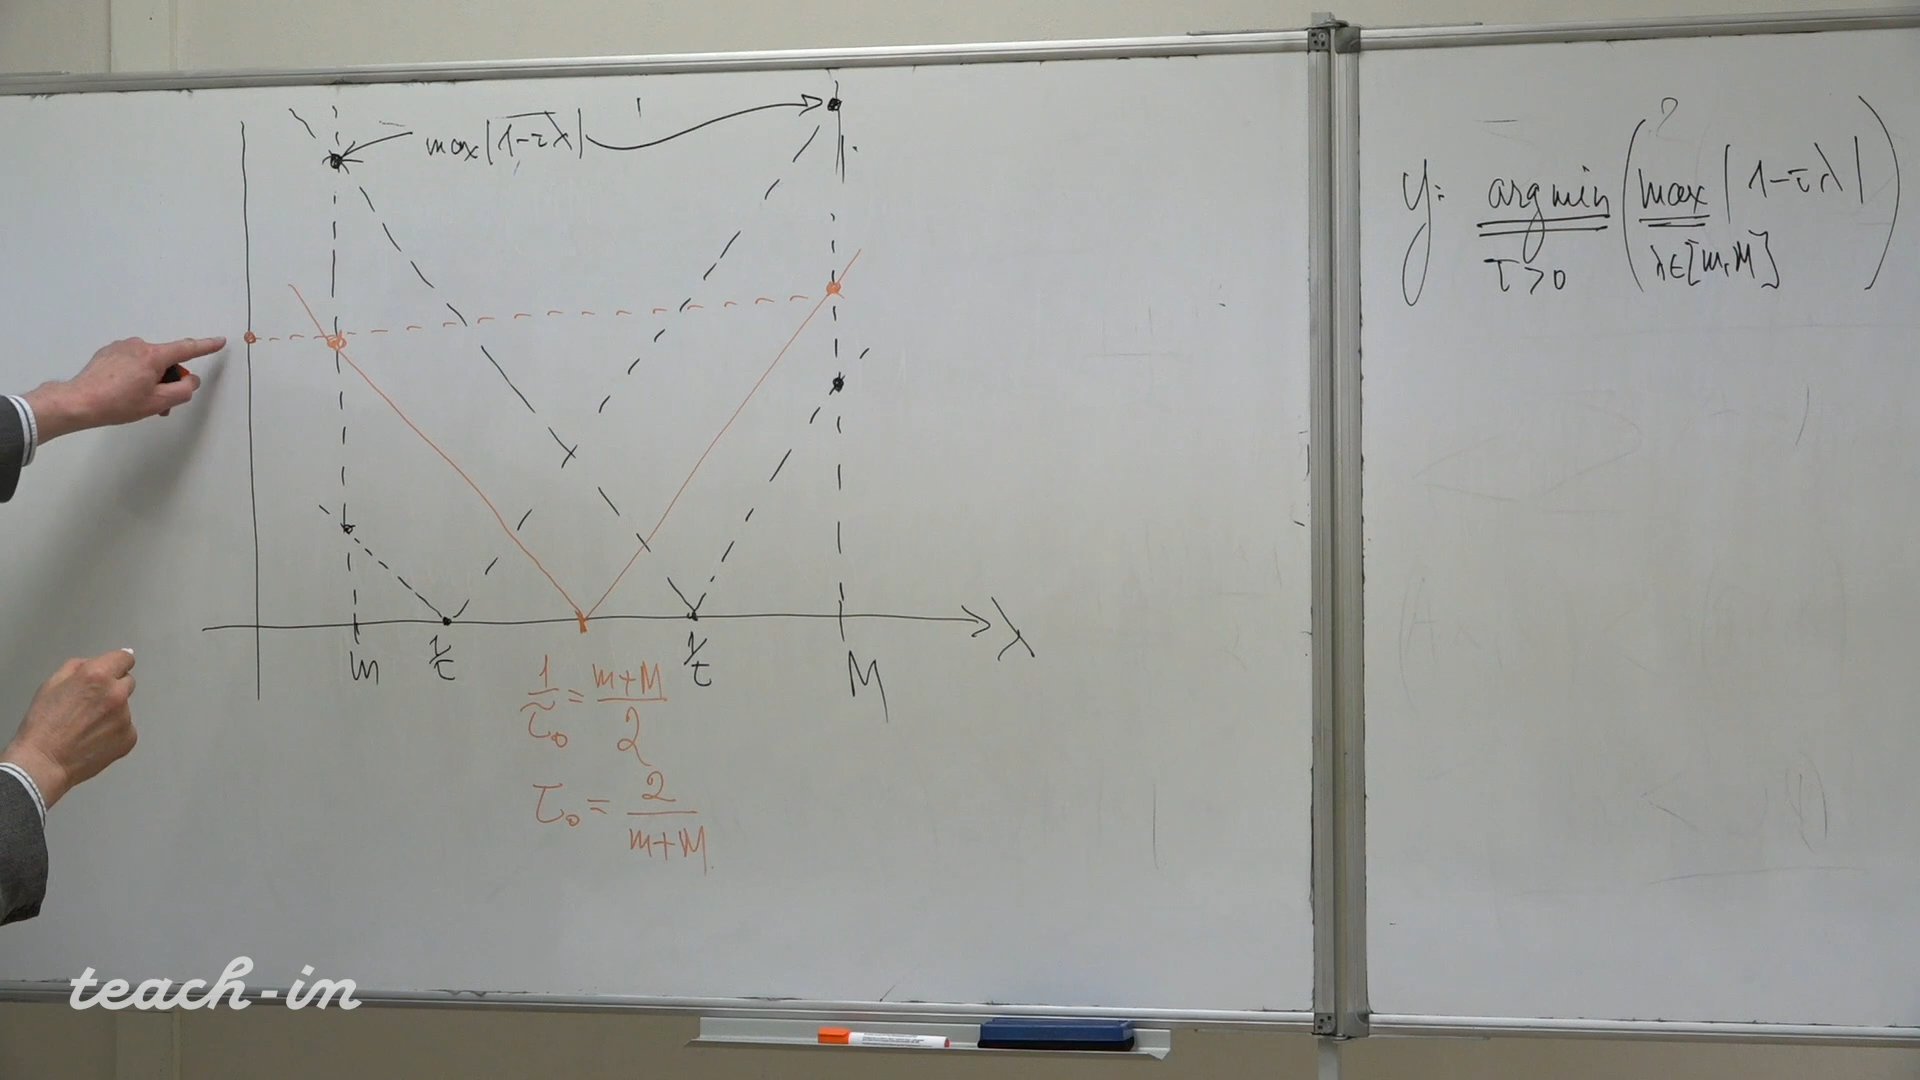 max|1-τλ|
m
1/τ
1/τ
M
λ
1/τ₀ = m+M/2
τ₀ = 2/m+M
y: argmin τ>0 ( max λ∈[m,M] |1-τλ| )
teach-in